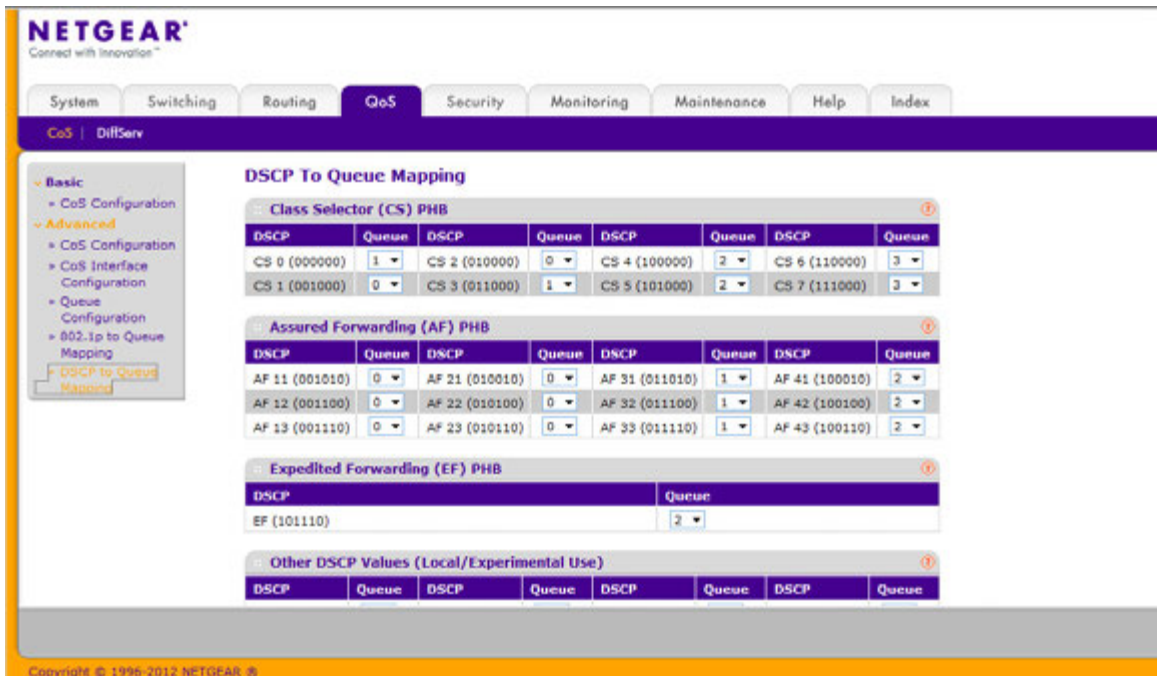 NETGEAR®
Connect with Innovation™
System Switching Routing QoS Security Monitoring Maintenance Help Index
CoS | DiffServ
Basic
CoS Configuration
Advanced
CoS Configuration
CoS Interface
Configuration
Queue
Configuration
802.1p to Queue
Mapping
DSCP to Queue
Mapping
DSCP To Queue Mapping
Class Selector (CS) PHB
DSCP Queue DSCP Queue DSCP Queue DSCP Queue
CS 0 (000000) 1 CS 2 (010000) 0 CS 4 (100000) 2 CS 6 (110000) 3
CS 1 (001000) 0 CS 3 (011000) 1 CS 5 (101000) 2 CS 7 (111000) 3
Assured Forwarding (AF) PHB
DSCP Queue DSCP Queue DSCP Queue DSCP Queue
AF 11 (001010) 0 AF 21 (010010) 0 AF 31 (011010) 1 AF 41 (100010) 2
AF 12 (001100) 0 AF 22 (010100) 0 AF 32 (011100) 1 AF 42 (100100) 2
AF 13 (001110) 0 AF 23 (010110) 0 AF 33 (011110) 1 AF 43 (100110) 2
Expedited Forwarding (EF) PHB
DSCP Queue
EF (101110) 2
Other DSCP Values (Local/Experimental Use)
DSCP Queue DSCP Queue DSCP Queue DSCP Queue
Copyright © 1996-2012 NETGEAR ®